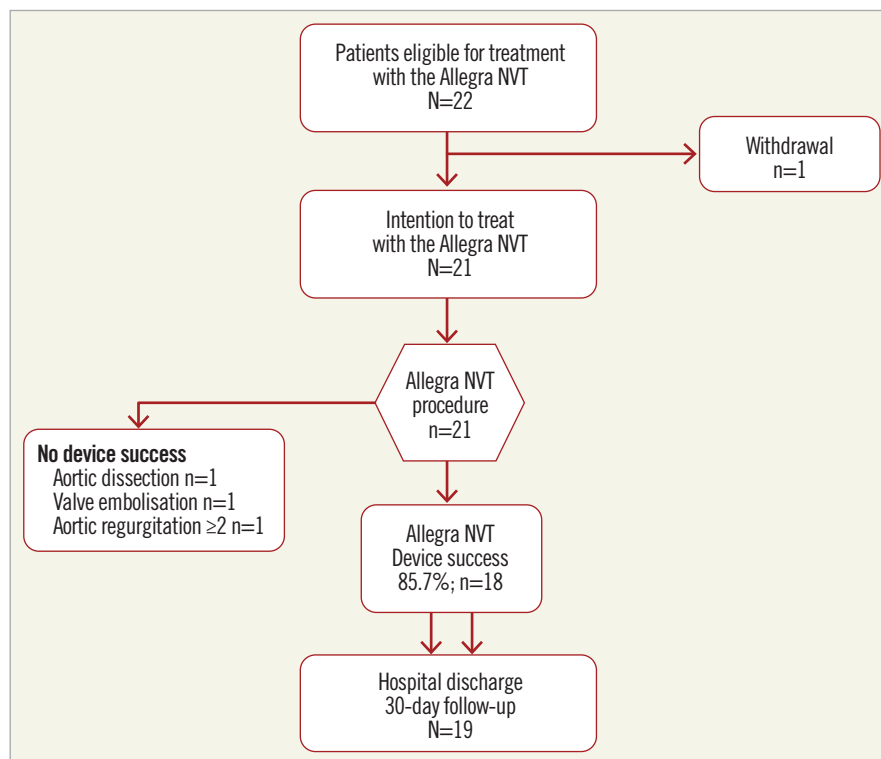 Patients eligible for treatment
with the Allegra NVT
N=22
Withdrawal
n=1
Intention to treat
with the Allegra NVT
N=21
Allegra NVT
procedure
n=21
No device success
Aortic dissection n=1
Valve embolisation n=1
Aortic regurgitation ≥2 n=1
Allegra NVT
Device success
85.7%; n=18
Hospital discharge
30-day follow-up
N=19